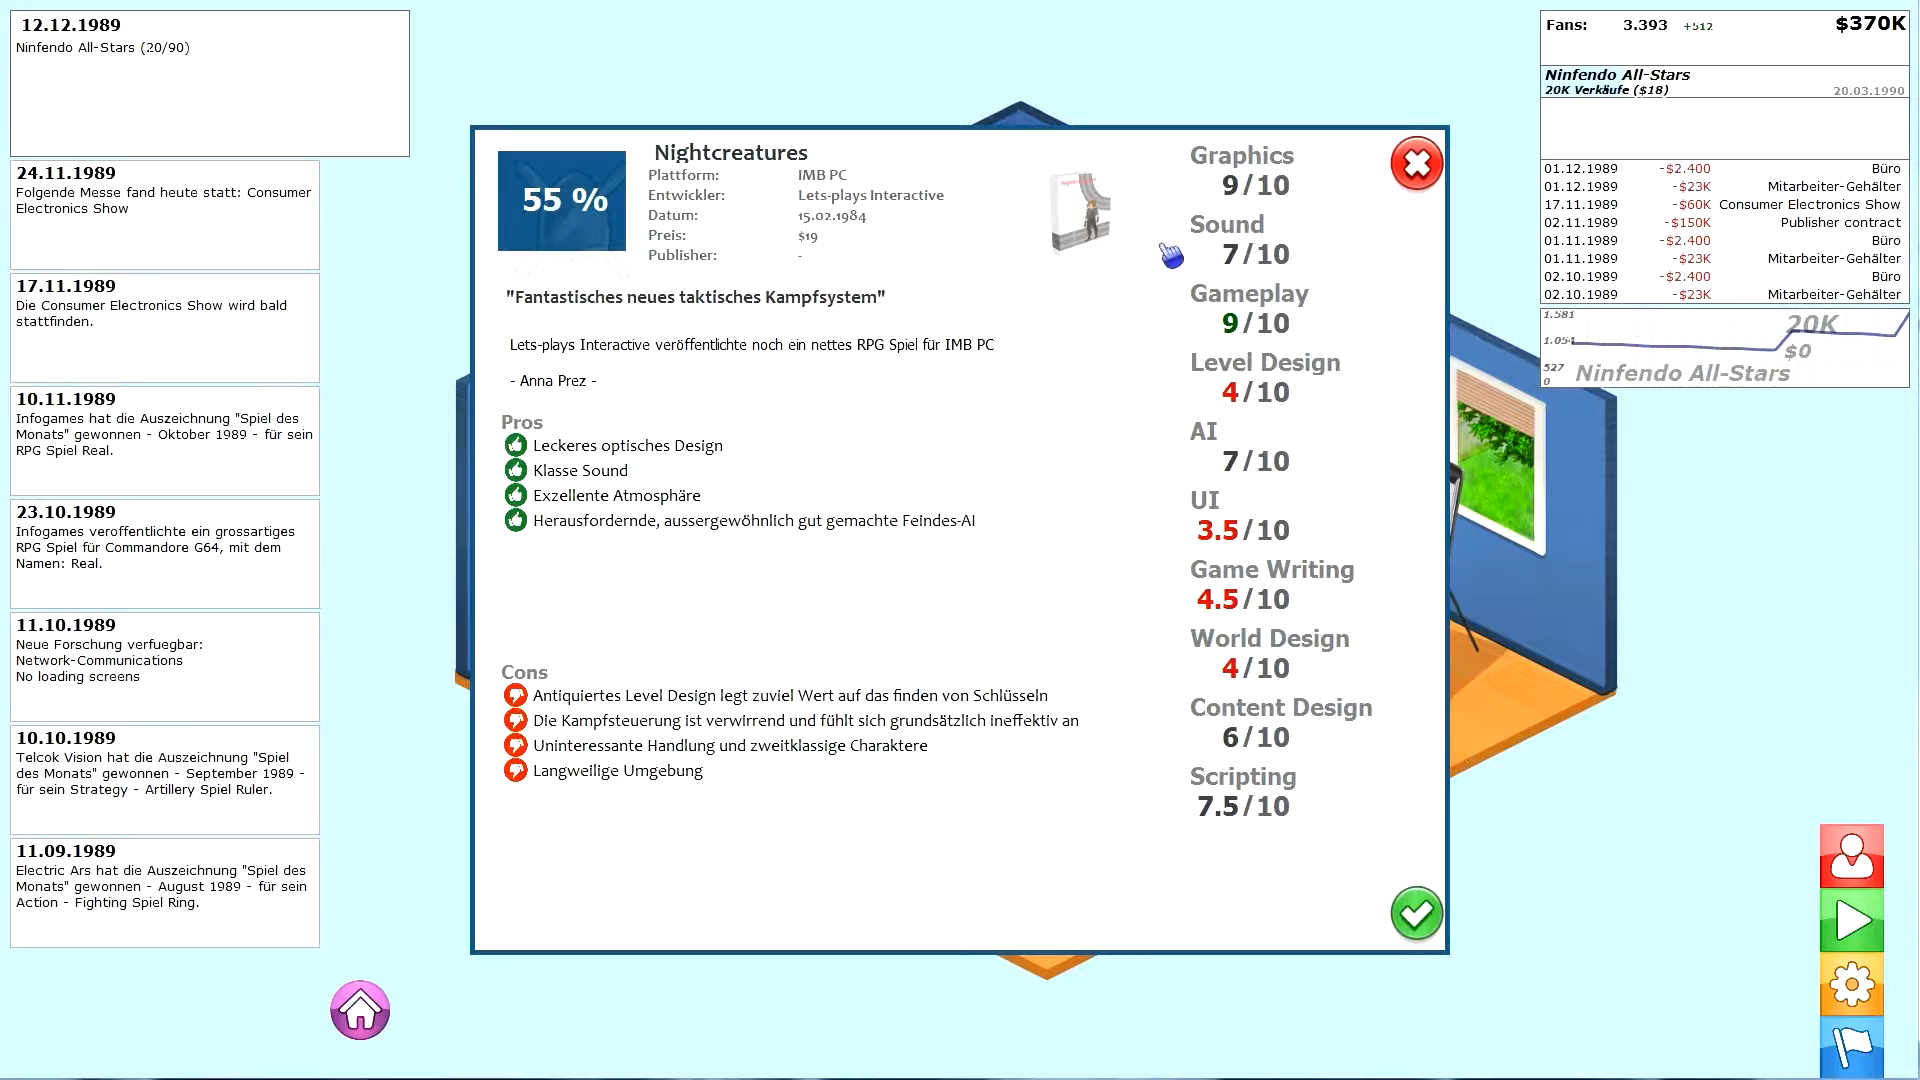 12.12.1989
Ninfendo All-Stars (20/90)
24.11.1989
Folgende Messe fand heute statt: Consumer
Electronics Show
17.11.1989
Die Consumer Electronics Show wird bald
stattfinden.
10.11.1989
Infogames hat die Auszeichnung "Spiel des
Monats" gewonnen - Oktober 1989 - für sein
RPG Spiel Real.
23.10.1989
Infogames veroffentlichte ein grossartiges
RPG Spiel für Commandore G64, mit dem
Namen: Real.
11.10.1989
Neue Forschung verfuegbar:
Network-Communications
No loading screens
10.10.1989
Telcok Vision hat die Auszeichnung "Spiel
des Monats" gewonnen - September 1989 -
für sein Strategy - Artillery Spiel Ruler.
11.09.1989
Electric Ars hat die Auszeichnung "Spiel des
Monats" gewonnen - August 1989 - für sein
Action - Fighting Spiel Ring.
55 %
Nightcreatures
Plattform: IMB PC
Entwickler: Lets-plays Interactive
Datum: 15.02.1984
Preis: $19
Publisher: -
"Fantastisches neues taktisches Kampfsystem"
Lets-plays Interactive veröffentlichte noch ein nettes RPG Spiel für IMB PC
- Anna Prez -
Pros
Leckeres optisches Design
Klasse Sound
Exzellente Atmosphäre
Herausfordernde, aussergewöhnlich gut gemachte Feindes-AI
Cons
Antiquiertes Level Design legt zuviel Wert auf das finden von Schlüsseln
Die Kampfsteuerung ist verwirrend und fühlt sich grundsätzlich ineffektiv an
Uninteressante Handlung und zweitklassige Charaktere
Langweilige Umgebung
Graphics
9/10
Sound
7/10
Gameplay
9/10
Level Design
4/10
AI
7/10
UI
3.5/10
Game Writing
4.5/10
World Design
4/10
Content Design
6/10
Scripting
7.5/10
Fans: 3.393 +512 $370K
Ninfendo All-Stars
20K Verkäufe ($18) 20.03.1990
01.12.1989 -$2.400 Büro
01.12.1989 -$23K Mitarbeiter-Gehälter
17.11.1989 -$60K Consumer Electronics Show
02.11.1989 -$150K Publisher contract
01.11.1989 -$2.400 Büro
01.11.1989 -$23K Mitarbeiter-Gehälter
02.10.1989 -$2.400 Büro
02.10.1989 -$23K Mitarbeiter-Gehälter
1.581
20K
1.054
$0
527
0
Ninfendo All-Stars